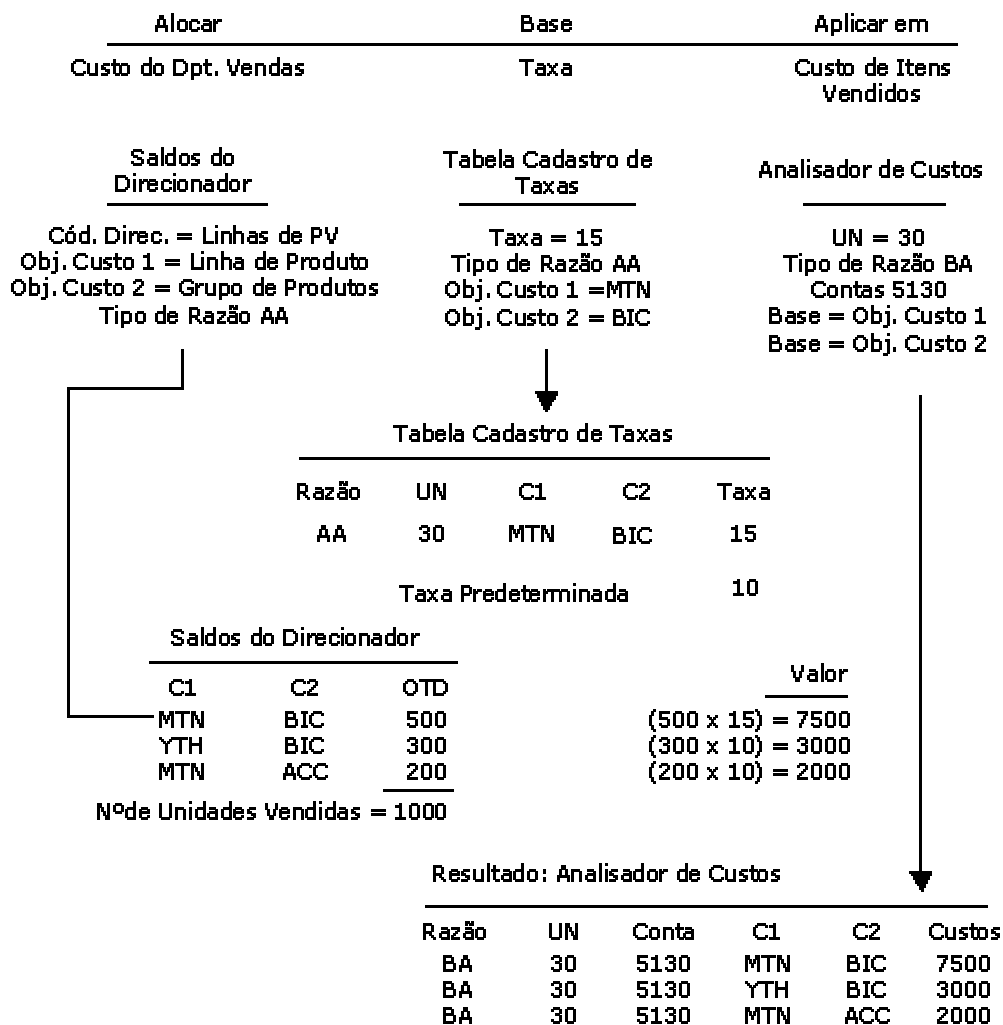 Alocar Base Aplicar em
Custo do Dpt. Vendas Taxa Custo de Itens Vendidos
Saldos do Direcionador
Cód. Direc. = Linhas de PV
Obj. Custo 1 = Linha de Produto
Obj. Custo 2 = Grupo de Produtos
Tipo de Razão AA
Tabela Cadastro de Taxas
Taxa = 15
Tipo de Razão AA
Obj. Custo 1 =MTN
Obj. Custo 2 = BIC
Analisador de Custos
UN = 30
Tipo de Razão BA
Contas 5130
Base = Obj. Custo 1
Base = Obj. Custo 2
Tabela Cadastro de Taxas
Razão UN C1 C2 Taxa
AA 30 MTN BIC 15
Taxa Predeterminada 10
Saldos do Direcionador
C1 C2 OTD
MTN BIC 500
YTH BIC 300
MTN ACC 200
Nºde Unidades Vendidas = 1000
Valor
(500 x 15) = 7500
(300 x 10) = 3000
(200 x 10) = 2000
Resultado: Analisador de Custos
Razão UN Conta C1 C2 Custos
BA 30 5130 MTN BIC 7500
BA 30 5130 YTH BIC 3000
BA 30 5130 MTN ACC 2000